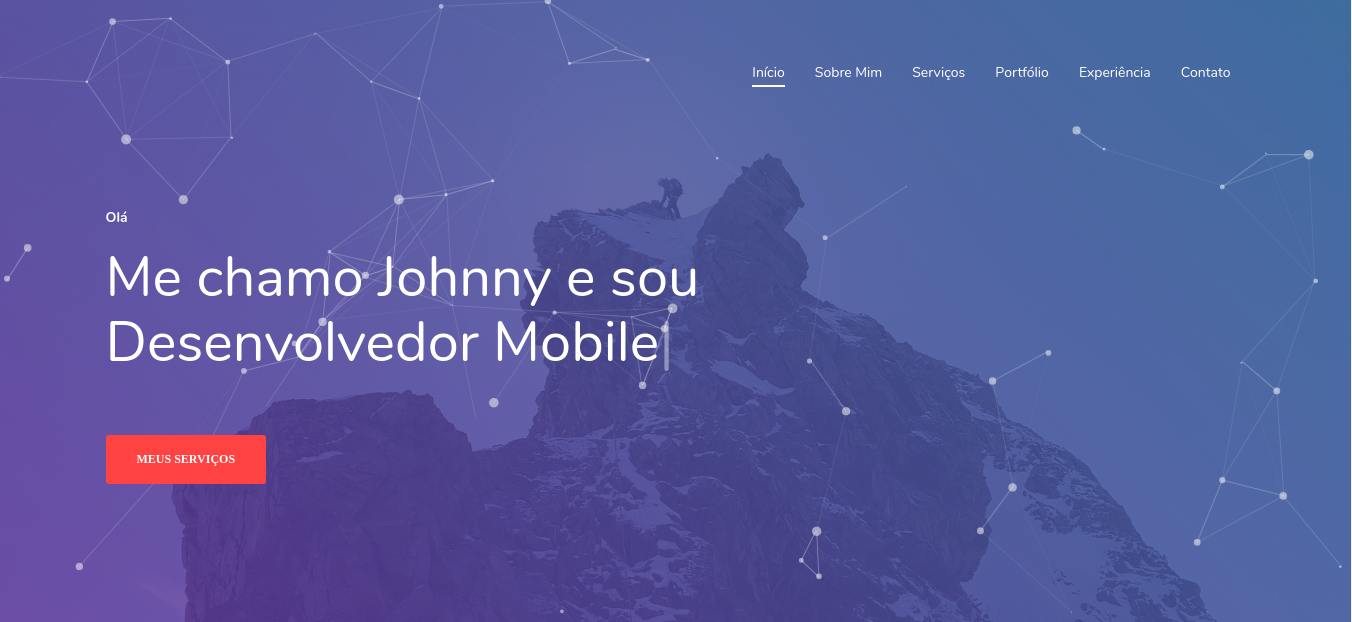 Início Sobre Mim Serviços Portfólio Experiência Contato
Olá
Me chamo Johnny e sou
Desenvolvedor Mobile|
MEUS SERVIÇOS